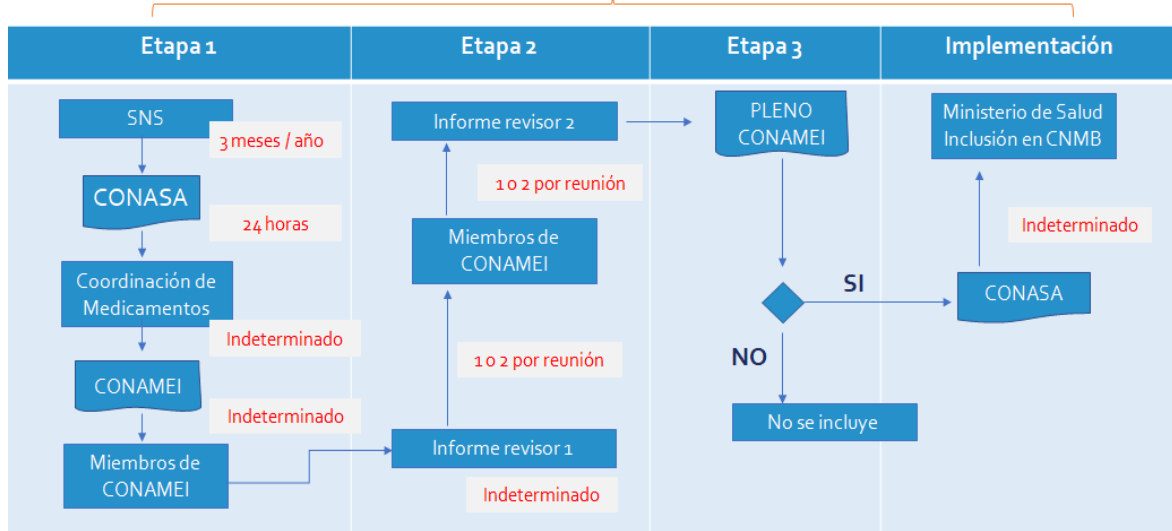 Etapa 1
Etapa 2
Etapa 3
Implementación
SNS
3 meses / año
CONASA
24 horas
Coordinación de
Medicamentos
Indeterminado
CONAMEI
Indeterminado
Miembros de
CONAMEI
Informe revisor 2
1 o 2 por reunión
Miembros de
CONAMEI
1 o 2 por reunión
Informe revisor 1
Indeterminado
PLENO
CONAMEI
SI
NO
No se incluye
Ministerio de Salud
Inclusión en CNMB
Indeterminado
CONASA